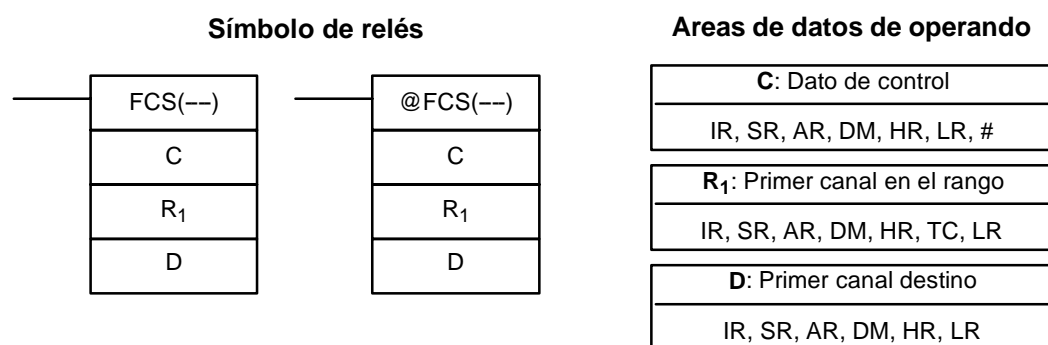 Símbolo de relés
FCS(––)
C
R1
D
@FCS(––)
C
R1
D
Areas de datos de operando
C: Dato de control
IR, SR, AR, DM, HR, LR, #
R1: Primer canal en el rango
IR, SR, AR, DM, HR, TC, LR
D: Primer canal destino
IR, SR, AR, DM, HR, LR